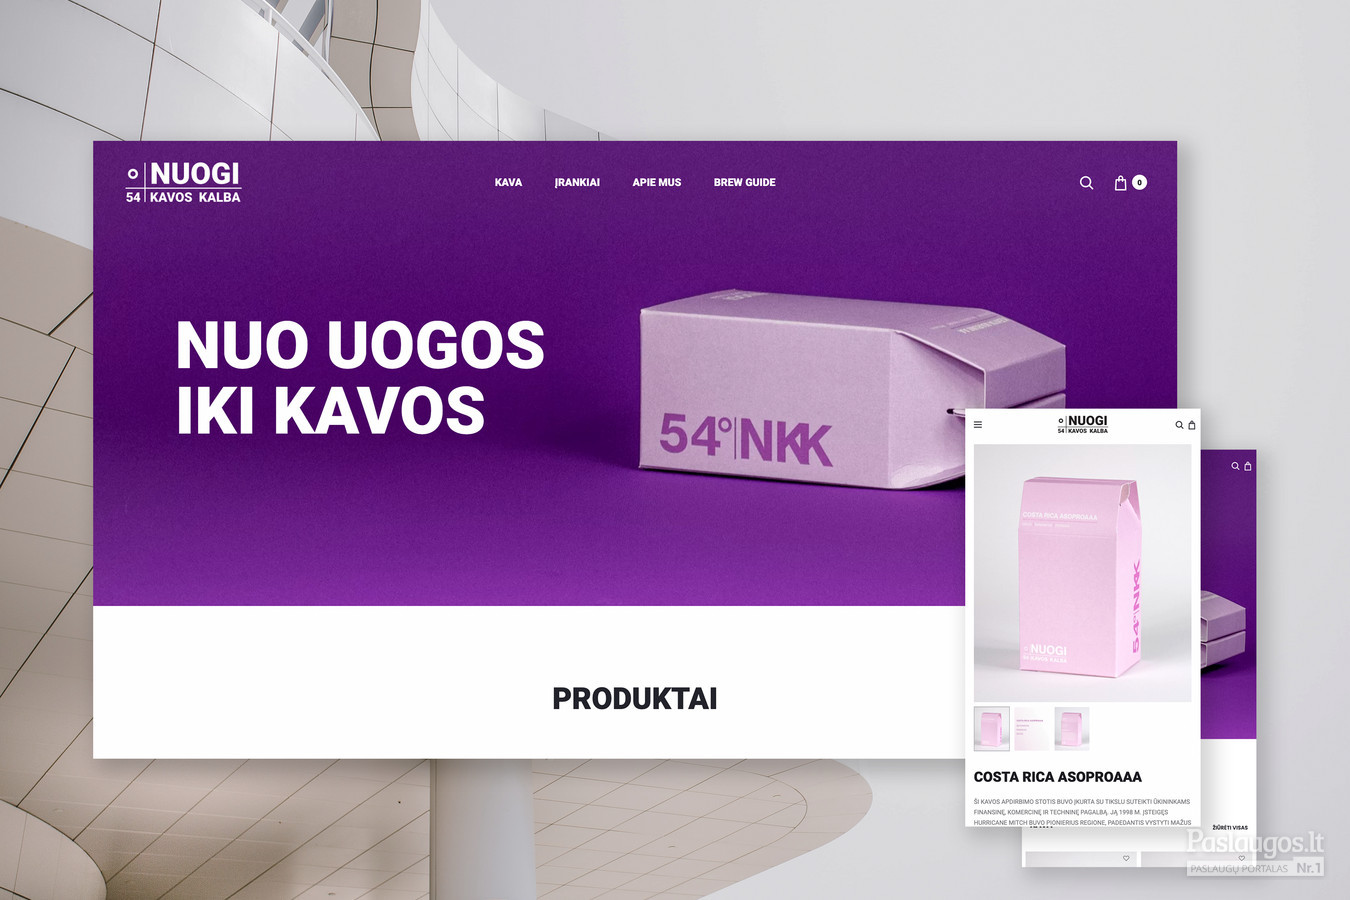 NUOGI
54 KAVOS KALBA
KAVA ĮRANKIAI APIE MUS BREW GUIDE
0
NUO UOGOS
IKI KAVOS
54°NKK
PRODUKTAI
NUOGI
54 KAVOS KALBA
COSTA RICA ASOPROAAA
54°NKK
NUOGI
54 KAVOS KALBA
COSTA RICA ASOPROAAA
ŠI KAVOS APDIRBIMO STOTIS BUVO ĮKURTA SU TIKSLU SUTEIKTI ŪKININKAMS
FINANSINĘ, KOMERCINĘ IR TECHNINĘ PAGALBĄ. JĄ 1998 M. ĮSTEIGĘS
HURRICANE MITCH BUVO PIONIERIUS REGIONE, PADEDANTIS VYSTYTI MAŽUS
ŽIŪRĖTI VISAS
Paslaugos.lt
PASLAUGŲ PORTALAS Nr.1